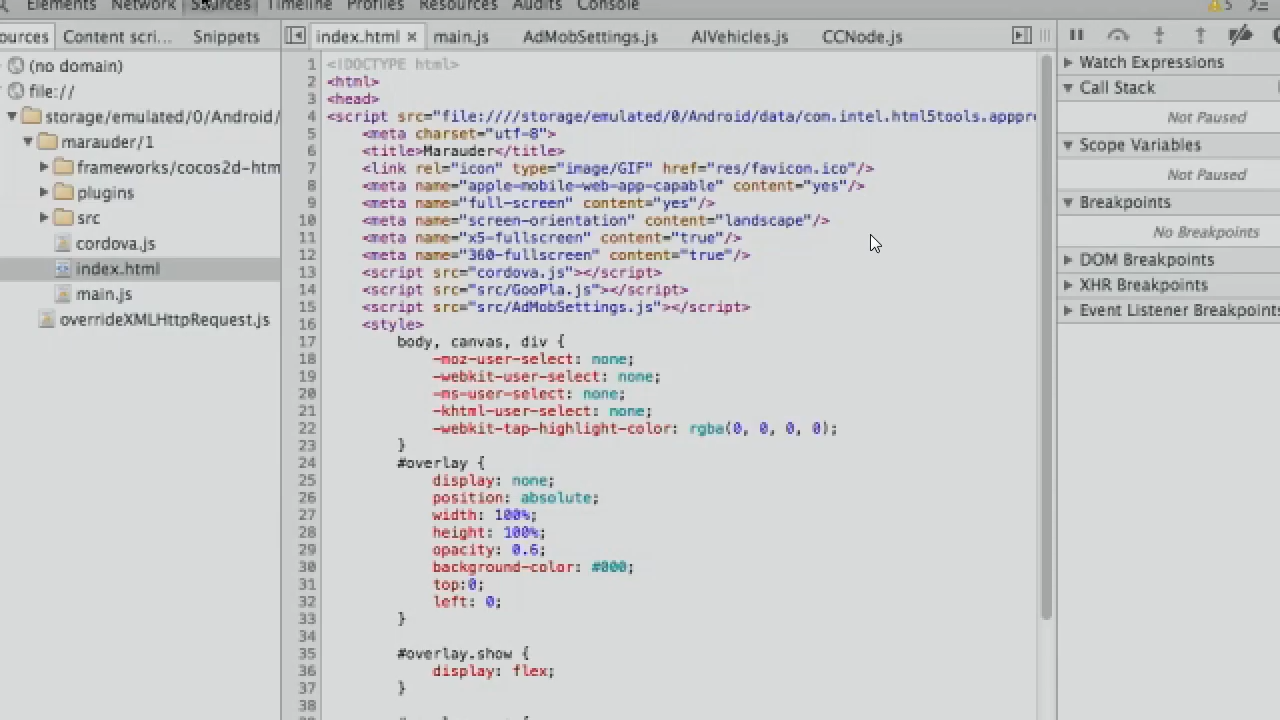 Elements Network Sources Timeline Profiles Resources Audits Console 5
ources Content scri... Snippets
index.html × main.js AdMobSettings.js AIVehicles.js CCNode.js
(no domain)
file://
storage/emulated/0/Android/
marauder/1
frameworks/cocos2d-htm
plugins
src
cordova.js
index.html
main.js
overrideXMLHttpRequest.js
1 <!DOCTYPE html>
2 <html>
3 <head>
4 <script src="file:////storage/emulated/0/Android/data/com.intel.html5tools.apppre
5 <meta charset="utf-8">
6 <title>Marauder</title>
7 <link rel="icon" type="image/GIF" href="res/favicon.ico"/>
8 <meta name="apple-mobile-web-app-capable" content="yes"/>
9 <meta name="full-screen" content="yes"/>
10 <meta name="screen-orientation" content="landscape"/>
11 <meta name="x5-fullscreen" content="true"/>
12 <meta name="360-fullscreen" content="true"/>
13 <script src="cordova.js"></script>
14 <script src="src/GooPla.js"></script>
15 <script src="src/AdMobSettings.js"></script>
16 <style>
17 body, canvas, div {
18 -moz-user-select: none;
19 -webkit-user-select: none;
20 -ms-user-select: none;
21 -khtml-user-select: none;
22 -webkit-tap-highlight-color: rgba(0, 0, 0, 0);
23 }
24 #overlay {
25 display: none;
26 position: absolute;
27 width: 100%;
28 height: 100%;
29 opacity: 0.6;
30 background-color: #000;
31 top:0;
32 left: 0;
33 }
34
35 #overlay.show {
36 display: flex;
37 }
38
Watch Expressions
Call Stack
Not Paused
Scope Variables
Not Paused
Breakpoints
No Breakpoints
DOM Breakpoints
XHR Breakpoints
Event Listener Breakpoints